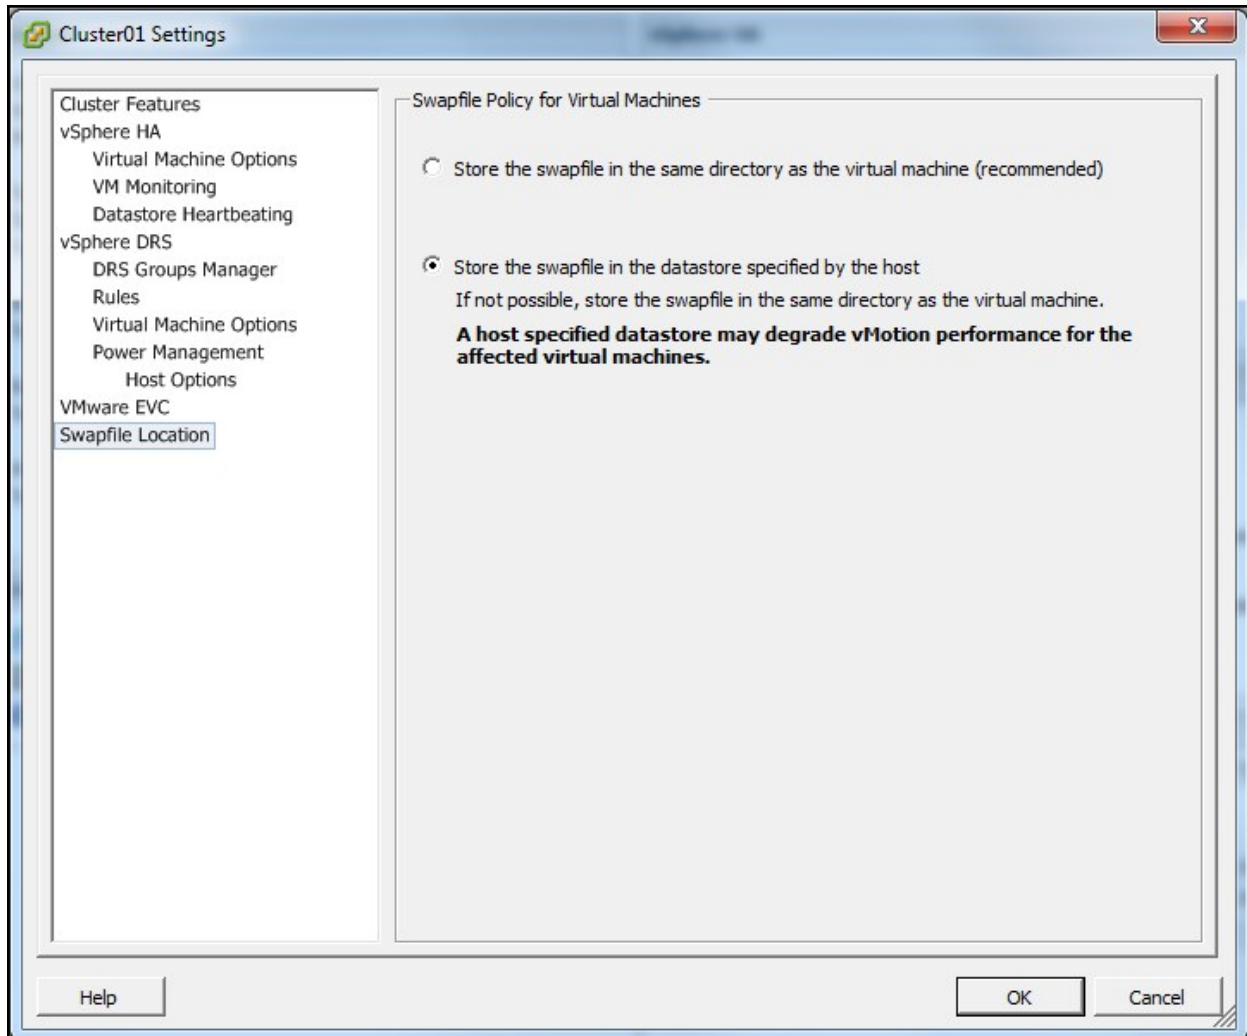 Cluster01 Settings
Cluster Features
vSphere HA
Virtual Machine Options
VM Monitoring
Datastore Heartbeating
vSphere DRS
DRS Groups Manager
Rules
Virtual Machine Options
Power Management
Host Options
VMware EVC
Swapfile Location
Swapfile Policy for Virtual Machines
Store the swapfile in the same directory as the virtual machine (recommended)
Store the swapfile in the datastore specified by the host
If not possible, store the swapfile in the same directory as the virtual machine.
A host specified datastore may degrade vMotion performance for the
affected virtual machines.
Help
OK
Cancel